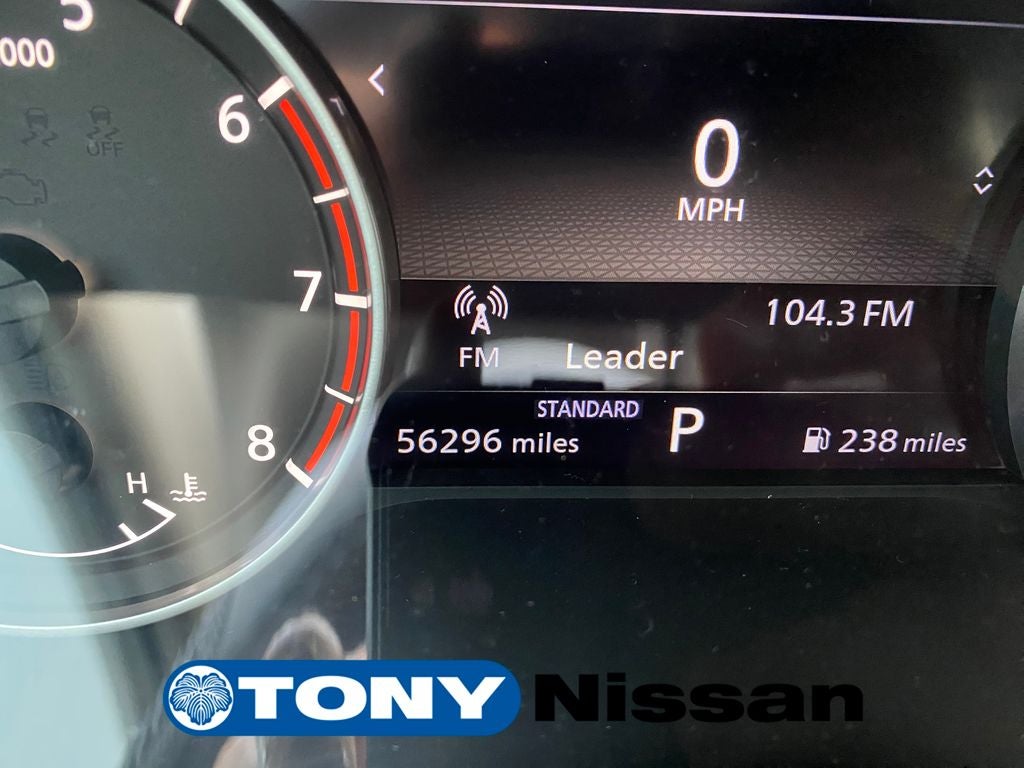 5
000
6
OFF
7
8
H
0
MPH
104.3 FM
FM
Leader
STANDARD
56296 miles
P
238 miles
TONY Nissan